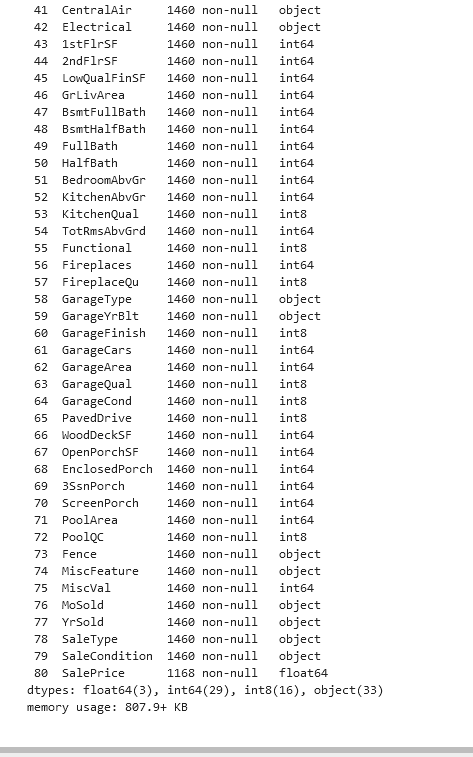 41 CentralAir 1460 non-null object
42 Electrical 1460 non-null object
43 1stFlrSF 1460 non-null int64
44 2ndFlrSF 1460 non-null int64
45 LowQualFinSF 1460 non-null int64
46 GrLivArea 1460 non-null int64
47 BsmtFullBath 1460 non-null int64
48 BsmtHalfBath 1460 non-null int64
49 FullBath 1460 non-null int64
50 HalfBath 1460 non-null int64
51 BedroomAbvGr 1460 non-null int64
52 KitchenAbvGr 1460 non-null int64
53 KitchenQual 1460 non-null int8
54 TotRmsAbvGrd 1460 non-null int64
55 Functional 1460 non-null int8
56 Fireplaces 1460 non-null int64
57 FireplaceQu 1460 non-null int8
58 GarageType 1460 non-null object
59 GarageYrBlt 1460 non-null object
60 GarageFinish 1460 non-null int8
61 GarageCars 1460 non-null int64
62 GarageArea 1460 non-null int64
63 GarageQual 1460 non-null int8
64 GarageCond 1460 non-null int8
65 PavedDrive 1460 non-null int8
66 WoodDeckSF 1460 non-null int64
67 OpenPorchSF 1460 non-null int64
68 EnclosedPorch 1460 non-null int64
69 3SsnPorch 1460 non-null int64
70 ScreenPorch 1460 non-null int64
71 PoolArea 1460 non-null int64
72 PoolQC 1460 non-null int8
73 Fence 1460 non-null object
74 MiscFeature 1460 non-null object
75 MiscVal 1460 non-null int64
76 MoSold 1460 non-null object
77 YrSold 1460 non-null object
78 SaleType 1460 non-null object
79 SaleCondition 1460 non-null object
80 SalePrice 1168 non-null float64
dtypes: float64(3), int64(29), int8(16), object(33)
memory usage: 807.9+ KB